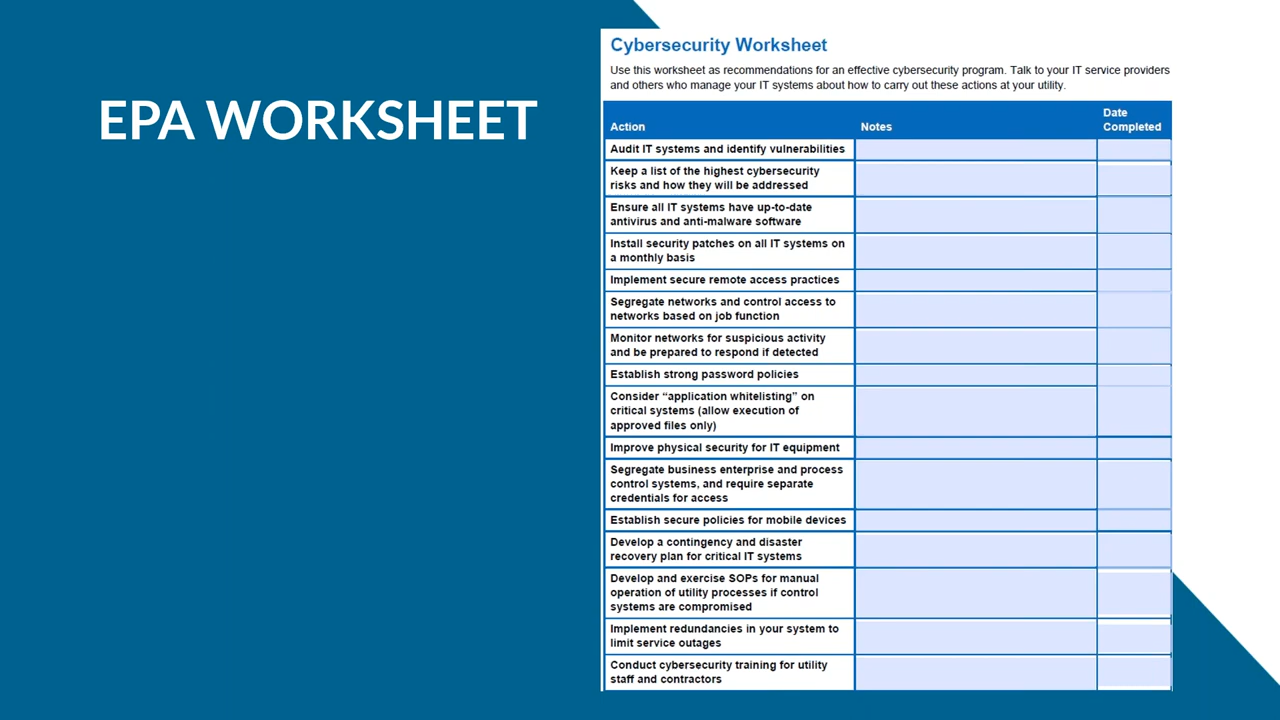 EPA WORKSHEET
Cybersecurity Worksheet
Use this worksheet as recommendations for an effective cybersecurity program. Talk to your IT service providers
and others who manage your IT systems about how to carry out these actions at your utility.
Action
Notes
Date
Completed
Audit IT systems and identify vulnerabilities
Keep a list of the highest cybersecurity
risks and how they will be addressed
Ensure all IT systems have up-to-date
antivirus and anti-malware software
Install security patches on all IT systems on
a monthly basis
Implement secure remote access practices
Segregate networks and control access to
networks based on job function
Monitor networks for suspicious activity
and be prepared to respond if detected
Establish strong password policies
Consider “application whitelisting” on
critical systems (allow execution of
approved files only)
Improve physical security for IT equipment
Segregate business enterprise and process
control systems, and require separate
credentials for access
Establish secure policies for mobile devices
Develop a contingency and disaster
recovery plan for critical IT systems
Develop and exercise SOPs for manual
operation of utility processes if control
systems are compromised
Implement redundancies in your system to
limit service outages
Conduct cybersecurity training for utility
staff and contractors